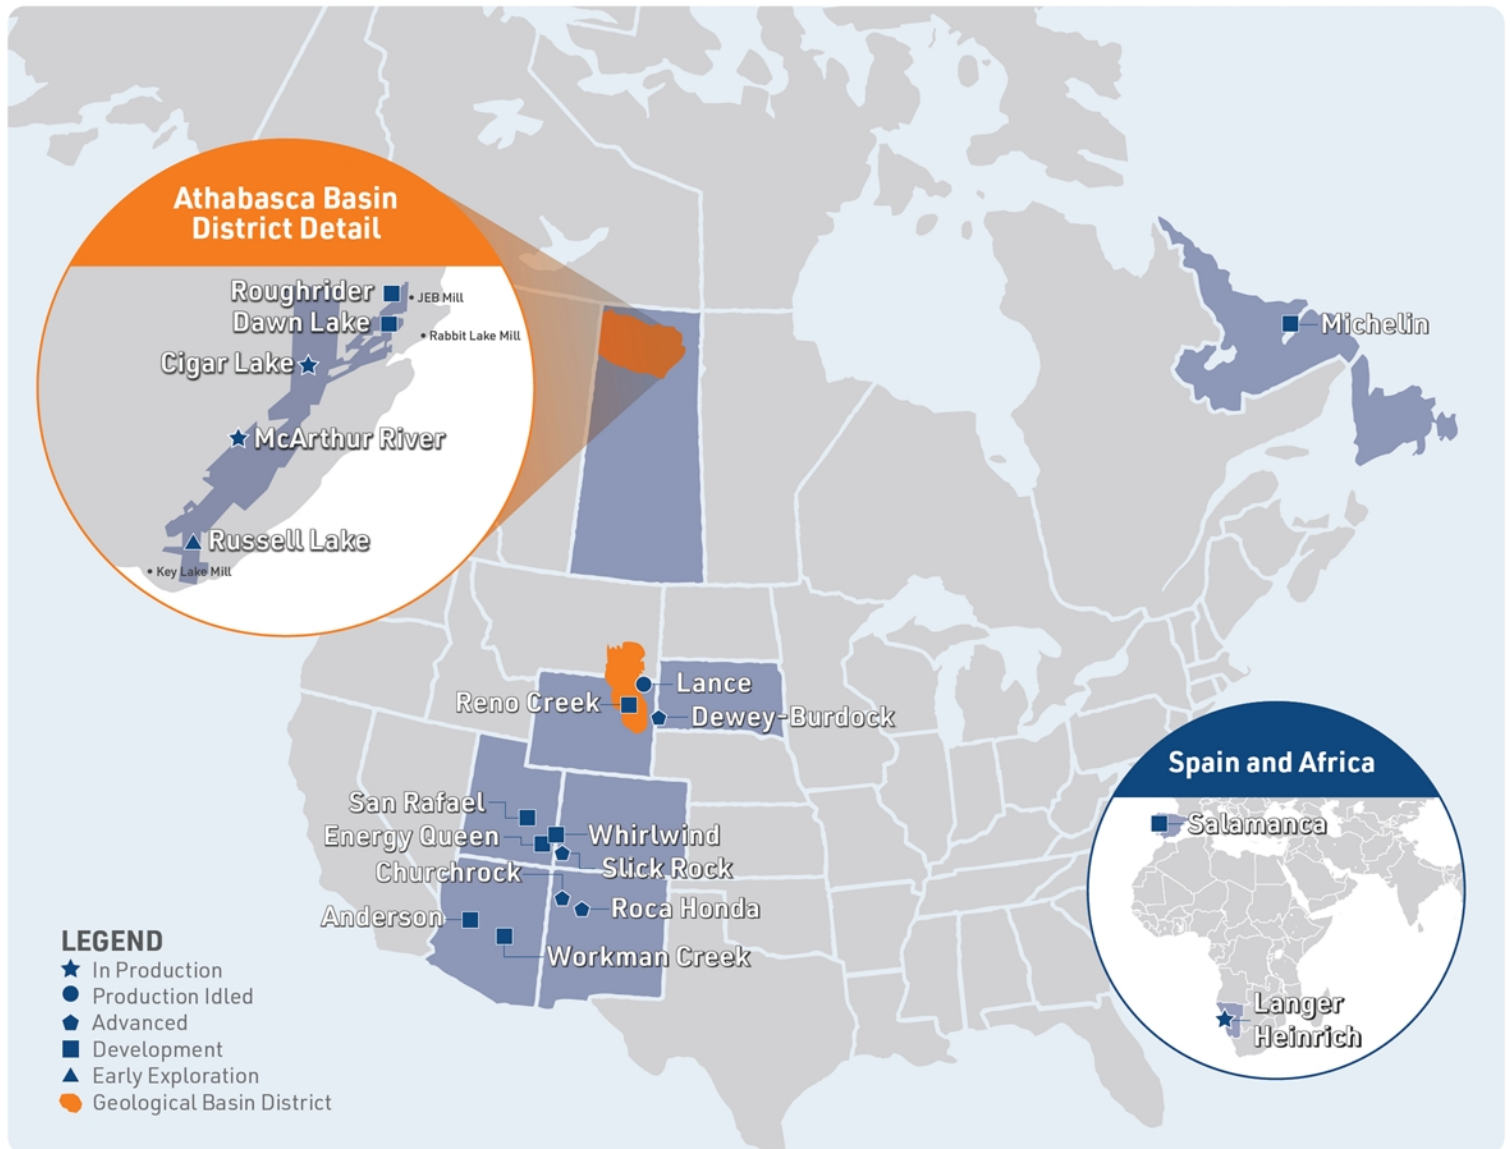 Athabasca Basin
District Detail
Roughrider
• JEB Mill
Dawn Lake
• Rabbit Lake Mill
Cigar Lake
McArthur River
Russell Lake
• Key Lake Mill
Michelin
Lance
Reno Creek
Dewey-Burdock
San Rafael
Energy Queen
Whirlwind
Churchrock
Slick Rock
Anderson
Roca Honda
Workman Creek
Spain and Africa
Salamanca
Langer
Heinrich
LEGEND
In Production
Production Idled
Advanced
Development
Early Exploration
Geological Basin District